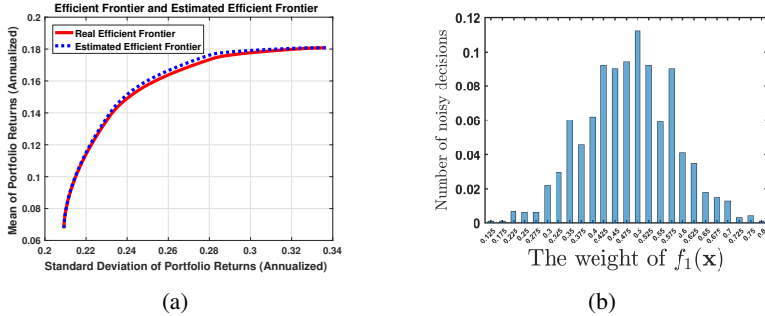 Efficient Frontier and Estimated Efficient Frontier
Real Efficient Frontier
Estimated Efficient Frontier
Mean of Portfolio Returns (Annualized)
0.2
0.18
0.16
0.14
0.12
0.1
0.08
0.06
0.2 0.22 0.24 0.26 0.28 0.3 0.32 0.34
Standard Deviation of Portfolio Returns (Annualized)
(a)
Number of noisy decisions
0.12
0.1
0.08
0.06
0.04
0.02
0
0.125 0.175 0.225 0.25 0.275 0.3 0.325 0.35 0.375 0.4 0.425 0.45 0.475 0.5 0.525 0.55 0.575 0.6 0.625 0.65 0.675 0.7 0.725 0.75 0.8
The weight of f₁(x)
(b)